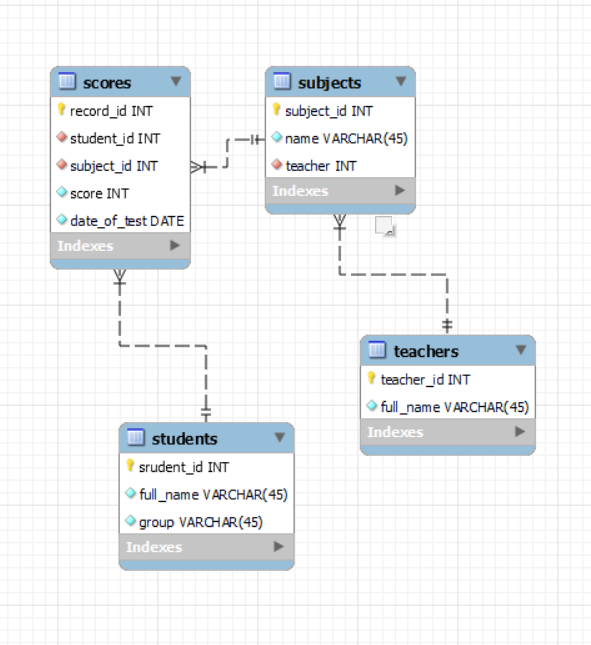 scores
record_id INT
student_id INT
subject_id INT
score INT
date_of_test DATE
Indexes
subjects
subject_id INT
name VARCHAR(45)
teacher INT
Indexes
teachers
teacher_id INT
full_name VARCHAR(45)
Indexes
students
srudent_id INT
full_name VARCHAR(45)
group VARCHAR(45)
Indexes